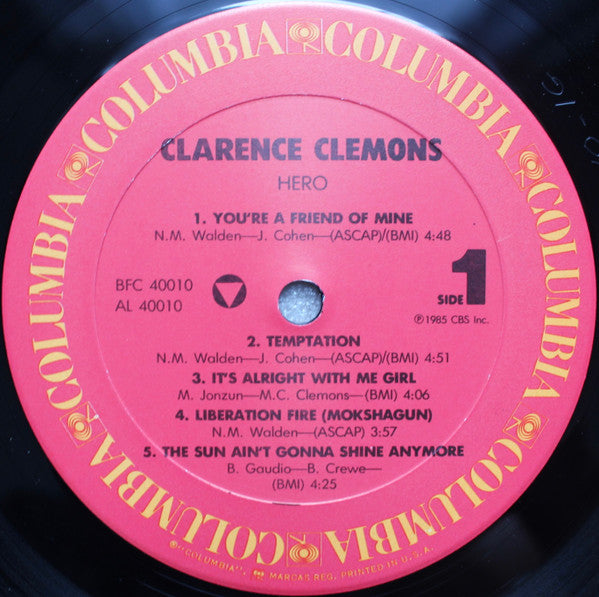 COLUMBIA COLUMBIA COLUMBIA COLUMBIA COLUMBIA COLUMBIA COLUMBIA
CLARENCE CLEMONS
HERO
1. YOU'RE A FRIEND OF MINE
N.M. Walden—J. Cohen—(ASCAP)/(BMI) 4:48
BFC 40010
AL 40010
SIDE 1
℗1985 CBS Inc.
2. TEMPTATION
N.M. Walden—J. Cohen—(ASCAP)/(BMI) 4:51
3. IT'S ALRIGHT WITH ME GIRL
M. Jonzun—M.C. Clemons—(BMI) 4:06
4. LIBERATION FIRE (MOKSHAGUN)
N.M. Walden—(ASCAP) 3:57
5. THE SUN AIN'T GONNA SHINE ANYMORE
B. Gaudio—B. Crewe—
(BMI) 4:25
"COLUMBIA", MARCAS REG. PRINTED IN U.S.A.